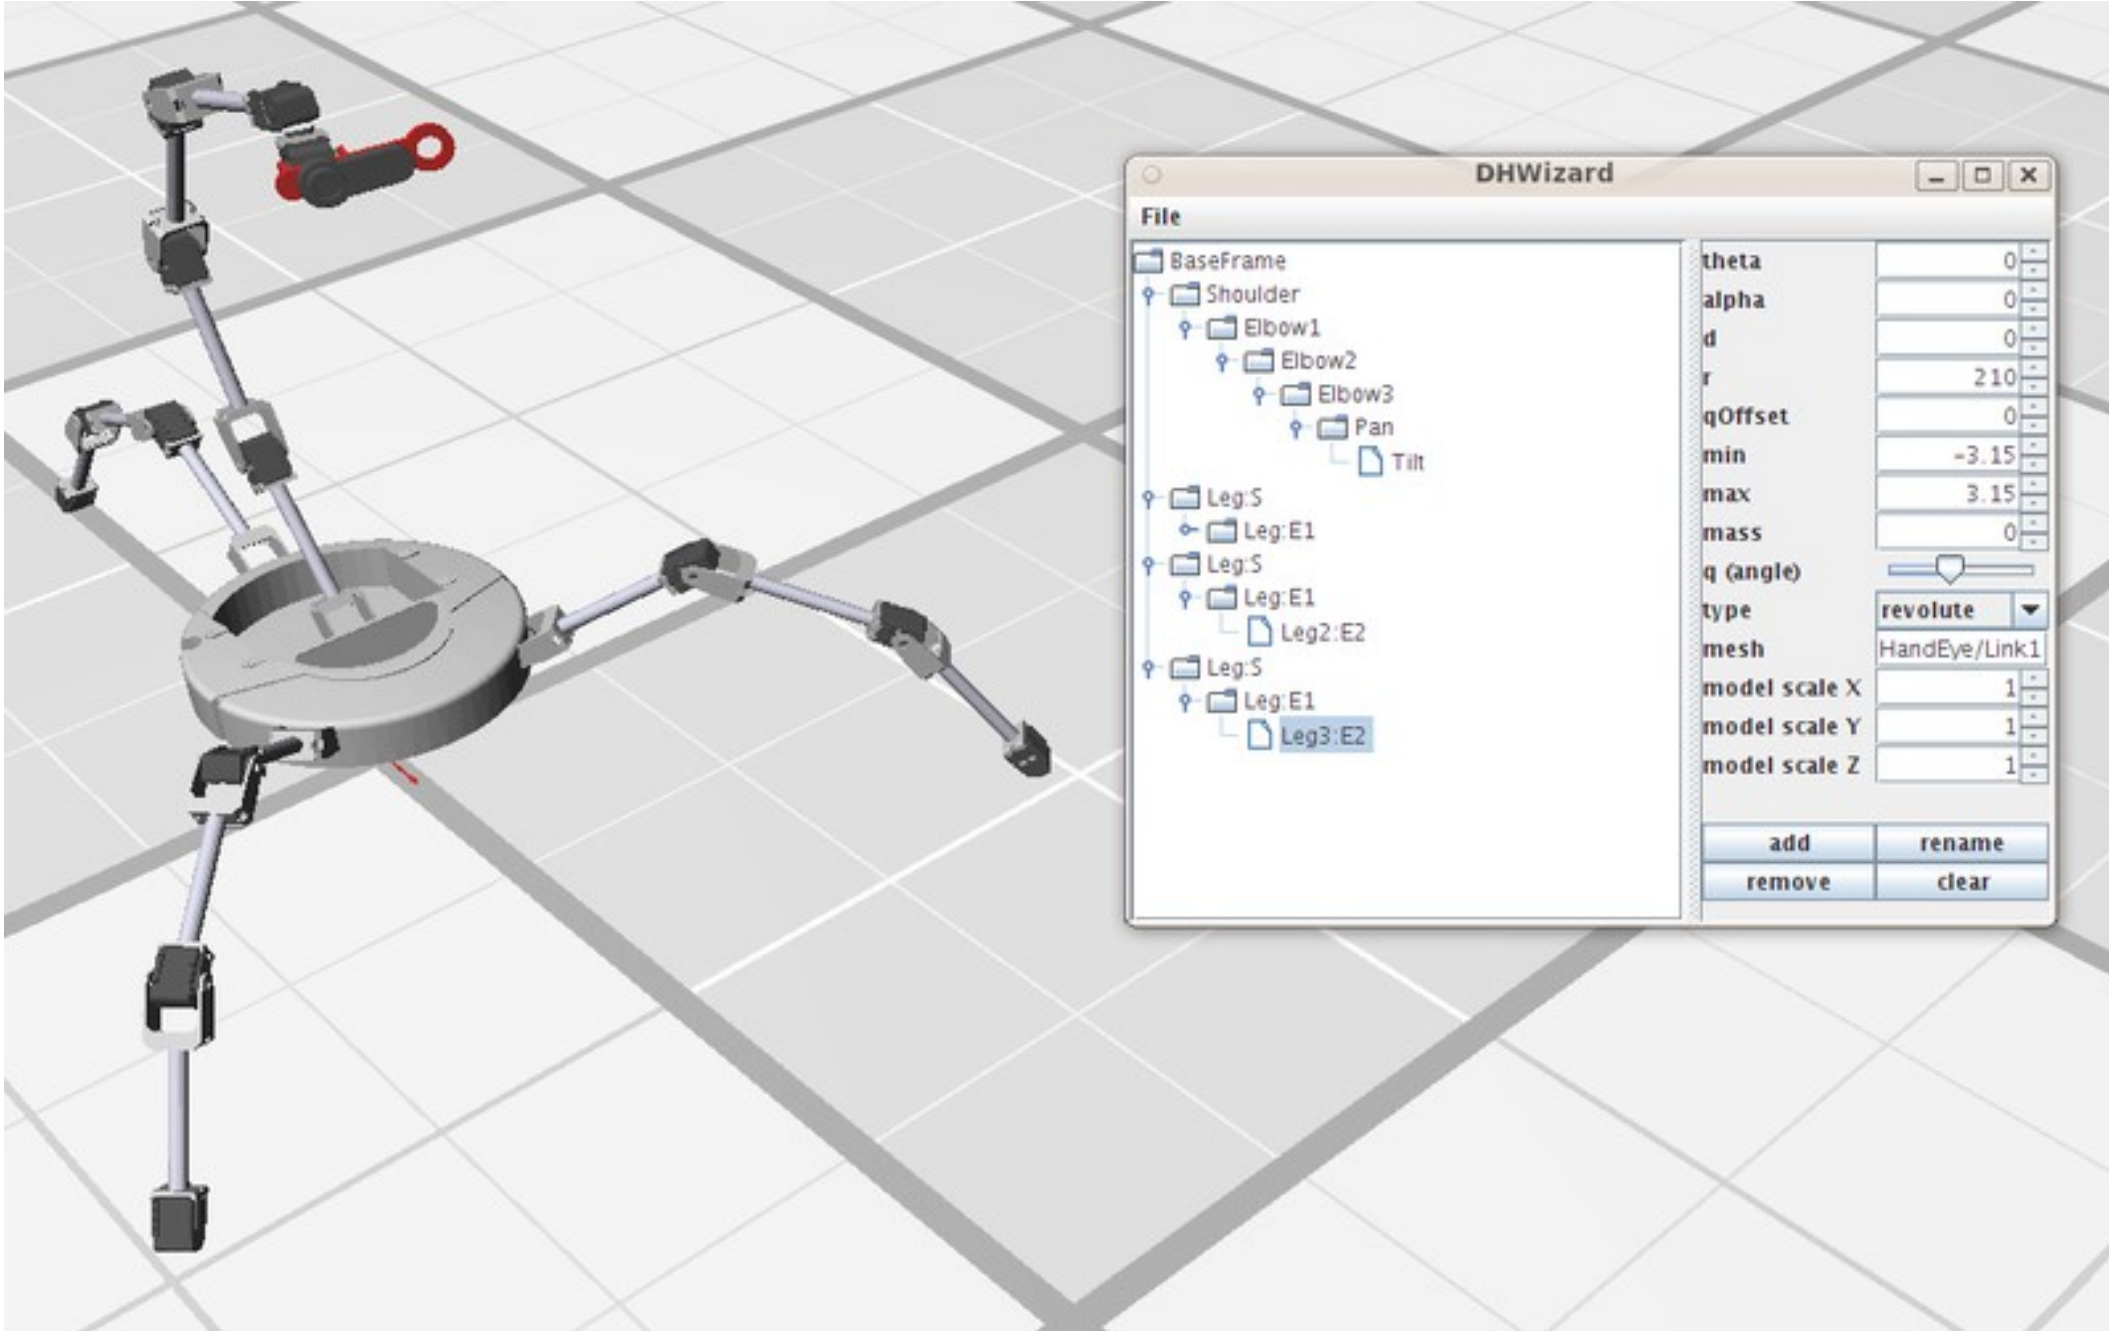 DHWizard
File
BaseFrame
Shoulder
Elbow1
Elbow2
Elbow3
Pan
Tilt
Leg:S
Leg:E1
Leg:S
Leg:E1
Leg2:E2
Leg:S
Leg:E1
Leg3:E2
theta 0
alpha 0
d 0
r 210
qOffset 0
min -3.15
max 3.15
mass 0
q (angle)
type revolute
mesh HandEye/Link1
model scale X 1
model scale Y 1
model scale Z 1
add rename
remove clear